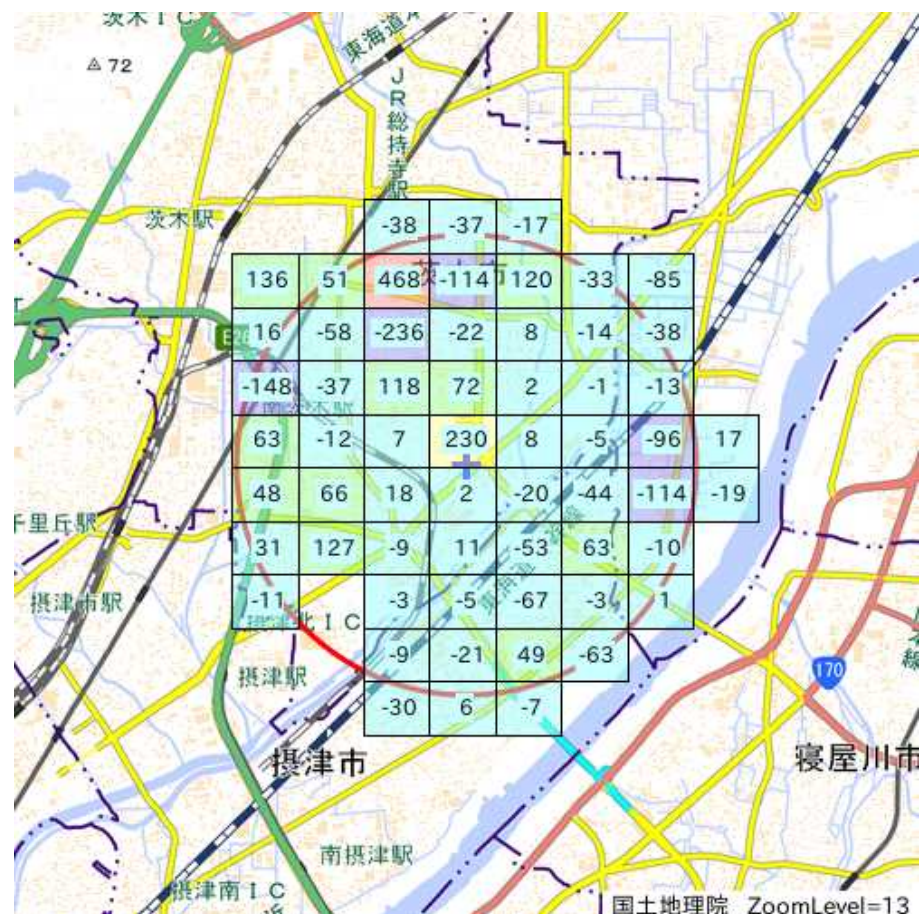 茨木IC
72
東海道本
JR総持寺駅
茨木駅
-38 -37 -17
136 51 468 -114 120 -33 -85
E26
16 -58 -236 -22 8 -14 -38
-148 -37 118 72 2 -1 -13
63 -12 7 230 8 -5 -96 17
48 66 18 2 -20 -44 -114 -19
千里丘駅
31 127 -9 11 -53 63 -10
摂津市駅
-11 -3 -5 -67 -3 1
摂津北IC
-9 -21 49 -63
摂津駅
170
-30 6 -7
摂津市
寝屋川市
南摂津駅
摂津南IC
国土地理院 ZoomLevel=13